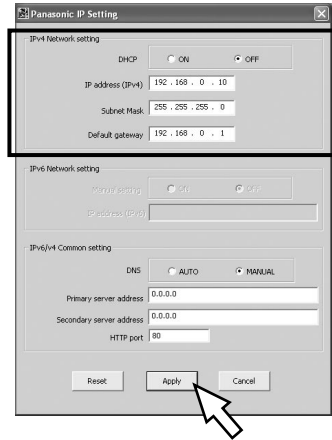 Panasonic IP Setting
IPv4 Network setting
DHCP ON OFF
IP address (IPv4) 192 . 168 . 0 . 10
Subnet Mask 255 . 255 . 255 . 0
Default gateway 192 . 168 . 0 . 1
IPv6 Network setting
Manual setting ON OFF
IP address (IPv6)
IPv6/v4 Common setting
DNS AUTO MANUAL
Primary server address 0.0.0.0
Secondary server address 0.0.0.0
HTTP port 80
Reset Apply Cancel